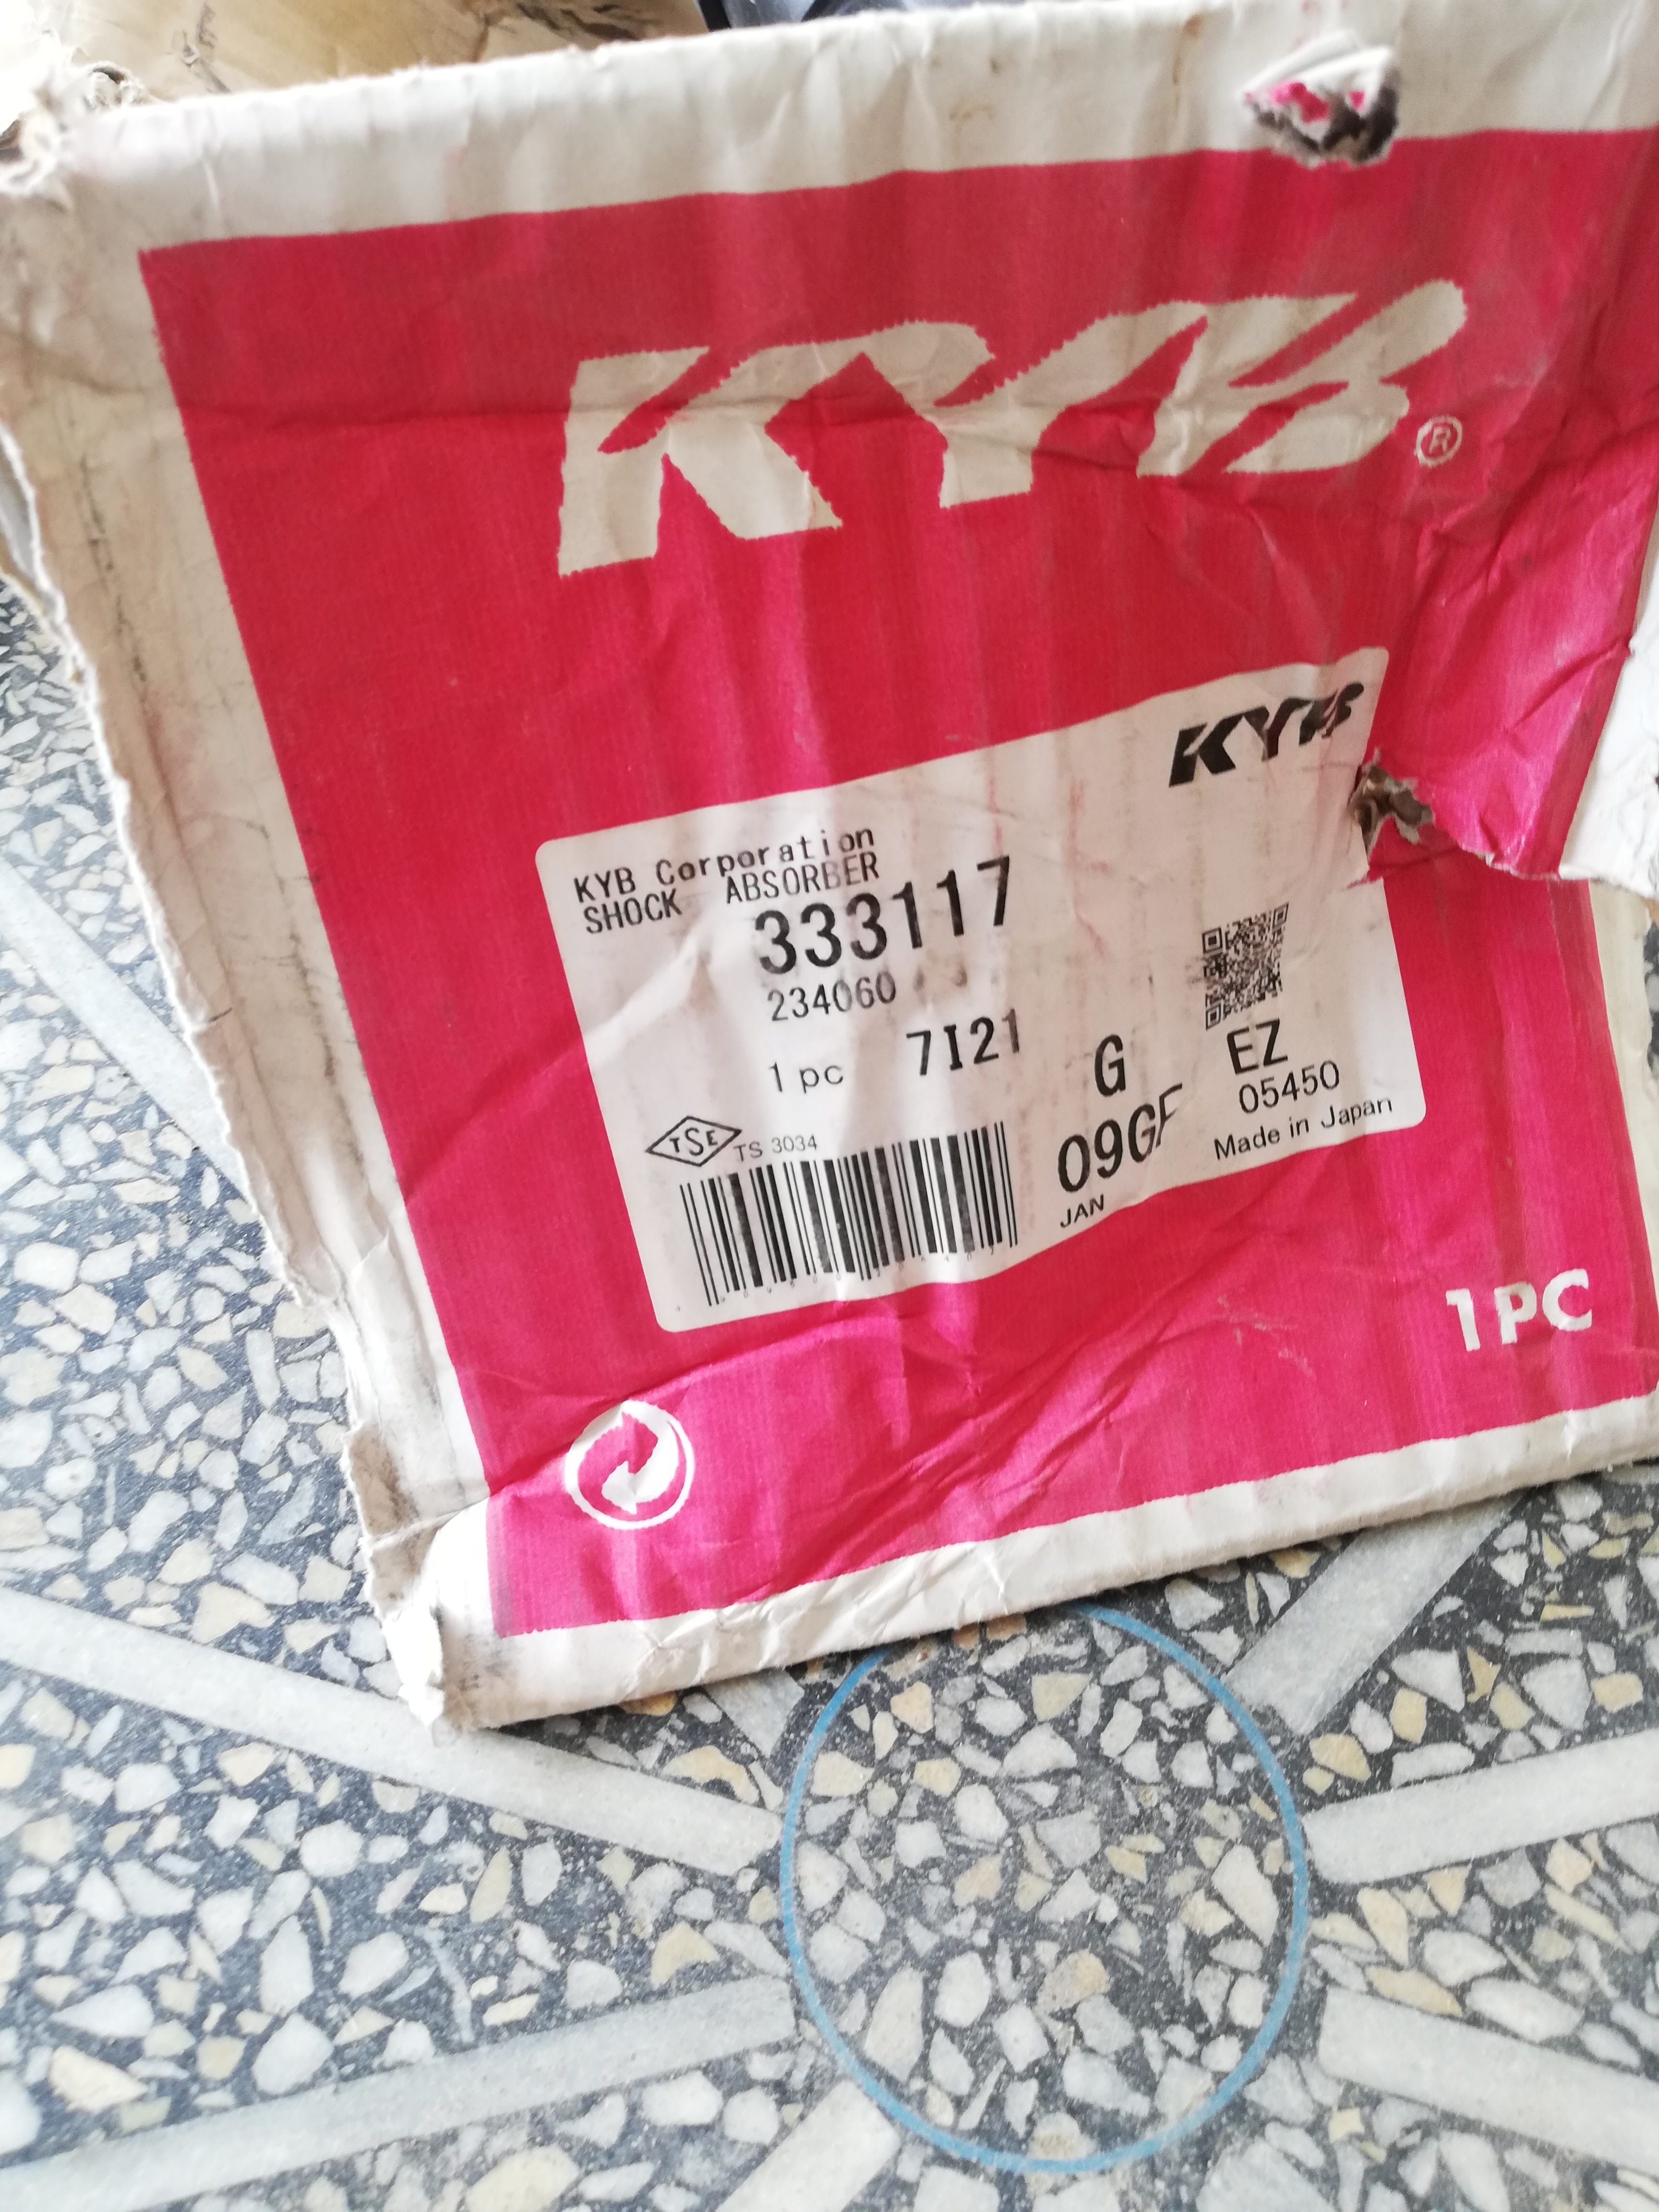 KYB®
KYB
KYB Corporation
SHOCK ABSORBER
333117
234060
1 pc 7I21
G EZ
09GF 05450
TSE TS 3034
Made in Japan
JAN
1PC